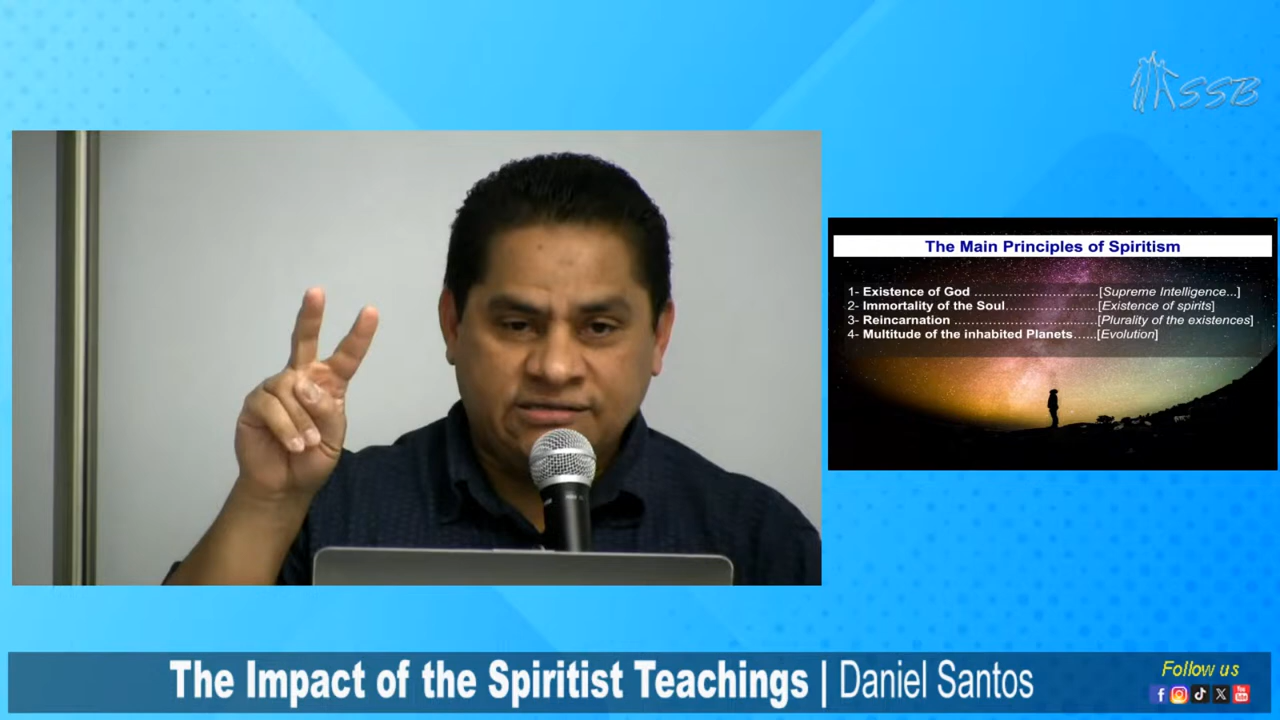 SSB
The Main Principles of Spiritism
1- Existence of God ..............................[Supreme Intelligence...]
2- Immortality of the Soul.......................[Existence of spirits]
3- Reincarnation ...................................[Plurality of the existences]
4- Multitude of the inhabited Planets…...[Evolution]
The Impact of the Spiritist Teachings | Daniel Santos
Follow us